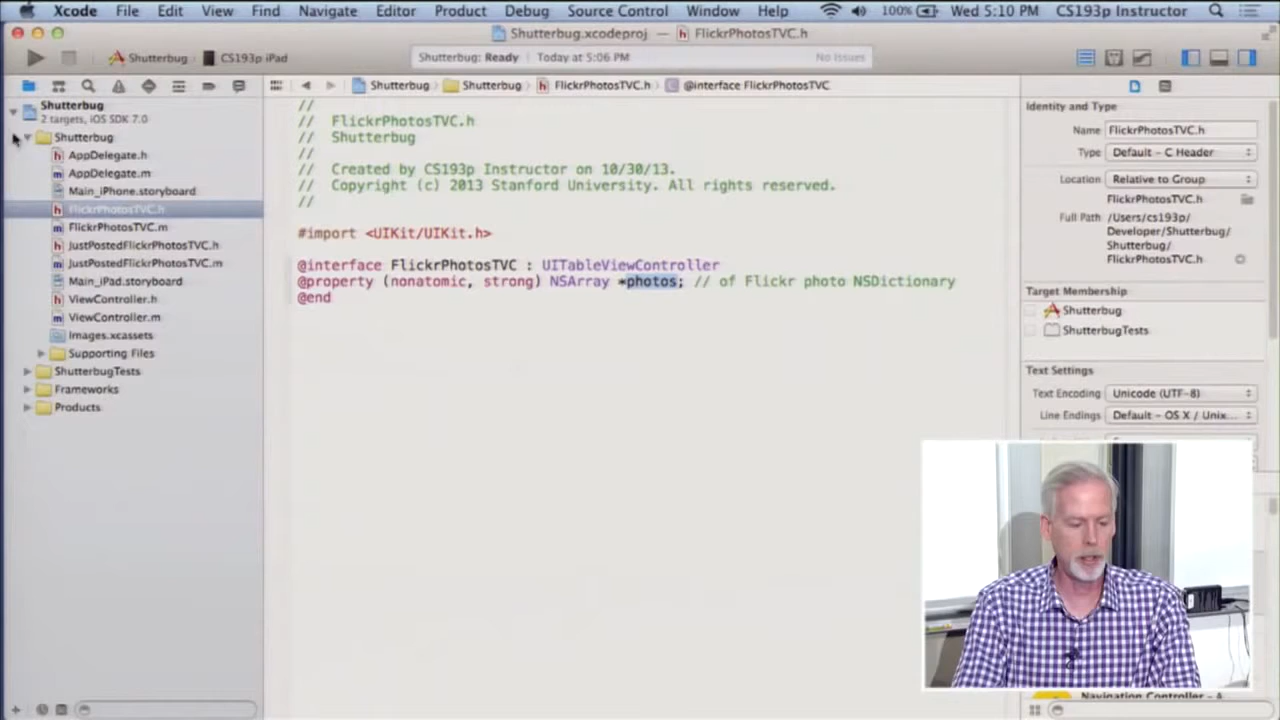 Xcode File Edit View Find Navigate Editor Product Debug Source Control Window Help 100% Wed 5:10 PM CS193p Instructor
Shutterbug.xcodeproj — FlickrPhotosTVC.h
Shutterbug CS193p iPad Shutterbug: Ready Today at 5:06 PM No Issues
Shutterbug Shutterbug FlickrPhotosTVC.h @interface FlickrPhotosTVC
Shutterbug
2 targets, iOS SDK 7.0
Shutterbug
AppDelegate.h
AppDelegate.m
Main_iPhone.storyboard
FlickrPhotosTVC.h
FlickrPhotosTVC.m
JustPostedFlickrPhotosTVC.h
JustPostedFlickrPhotosTVC.m
Main_iPad.storyboard
ViewController.h
ViewController.m
Images.xcassets
Supporting Files
ShutterbugTests
Frameworks
Products
//
// FlickrPhotosTVC.h
// Shutterbug
//
// Created by CS193p Instructor on 10/30/13.
// Copyright (c) 2013 Stanford University. All rights reserved.
//
#import <UIKit/UIKit.h>
@interface FlickrPhotosTVC : UITableViewController
@property (nonatomic, strong) NSArray *photos; // of Flickr photo NSDictionary
@end
Identity and Type
Name FlickrPhotosTVC.h
Type Default - C Header
Location Relative to Group
FlickrPhotosTVC.h
Full Path /Users/cs193p/
Developer/Shutterbug/
Shutterbug/
FlickrPhotosTVC.h
Target Membership
Shutterbug
ShutterbugTests
Text Settings
Text Encoding Unicode (UTF-8)
Line Endings Default - OS X / Unix...
Navigation Controller - A